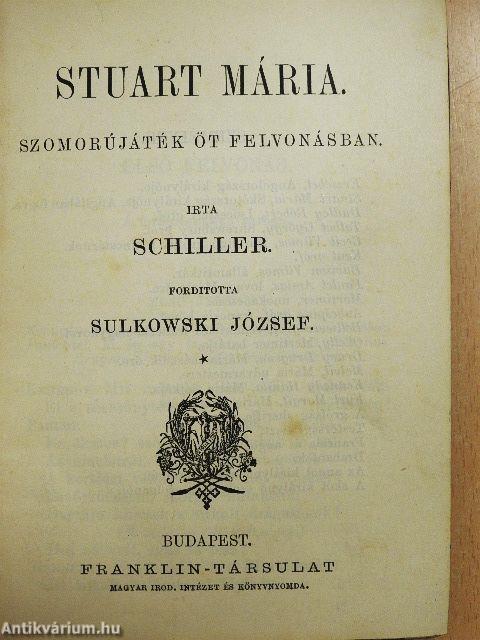 STUART MÁRIA.
SZOMORÚJÁTÉK ÖT FELVONÁSBAN.
IRTA
SCHILLER.
FORDITOTTA
SULKOWSKI JÓZSEF.
*
BUDAPEST.
FRANKLIN-TÁRSULAT
MAGYAR IROD. INTÉZET ÉS KÖNYVNYOMDA.
Antikvárium.hu